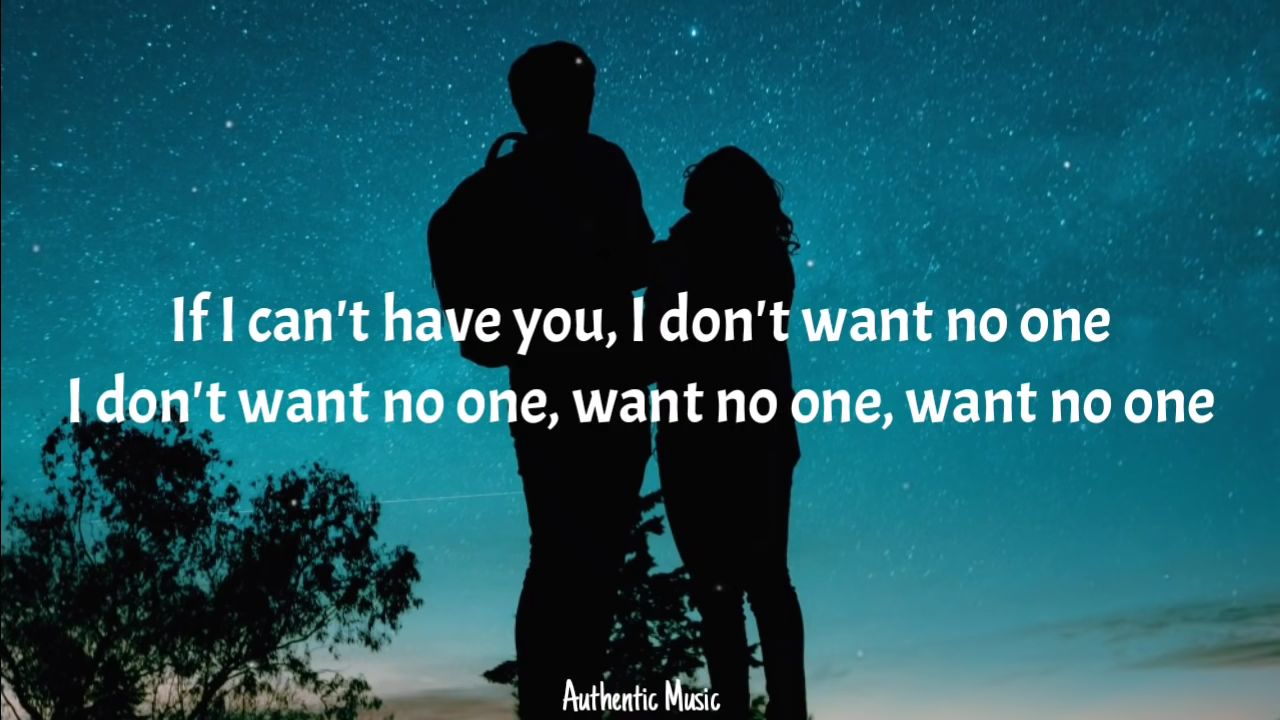 If I can't have you, I don't want no one
I don't want no one, want no one, want no one
Authentic Music